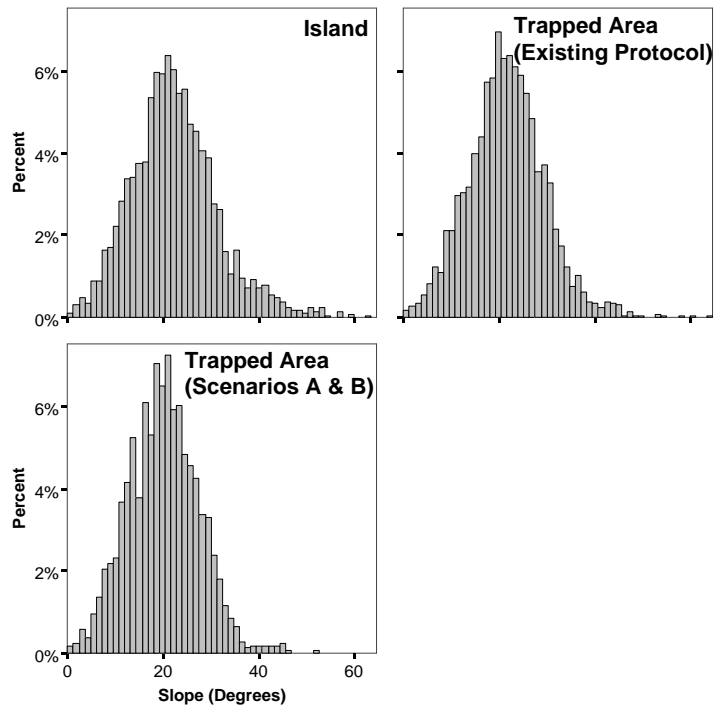 Island
6%
4%
2%
0%
Percent
Trapped Area
(Existing Protocol)
Trapped Area
(Scenarios A & B)
6%
4%
2%
0%
Percent
0
20
40
60
Slope (Degrees)